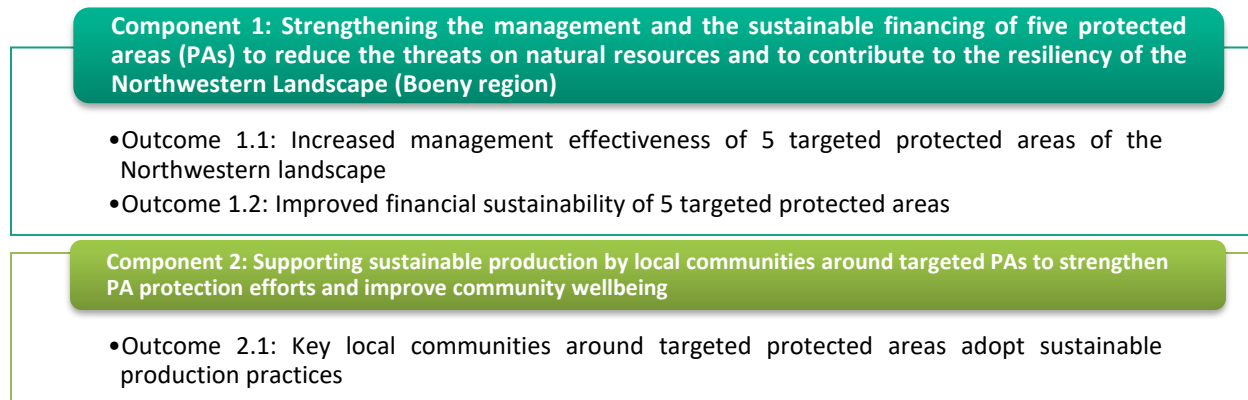 Component 1: Strengthening the management and the sustainable financing of five protected
areas (PAs) to reduce the threats on natural resources and to contribute to the resiliency of the
Northwestern Landscape (Boeny region)
•Outcome 1.1: Increased management effectiveness of 5 targeted protected areas of the
Northwestern landscape
•Outcome 1.2: Improved financial sustainability of 5 targeted protected areas
Component 2: Supporting sustainable production by local communities around targeted PAs to strengthen
PA protection efforts and improve community wellbeing
•Outcome 2.1: Key local communities around targeted protected areas adopt sustainable
production practices